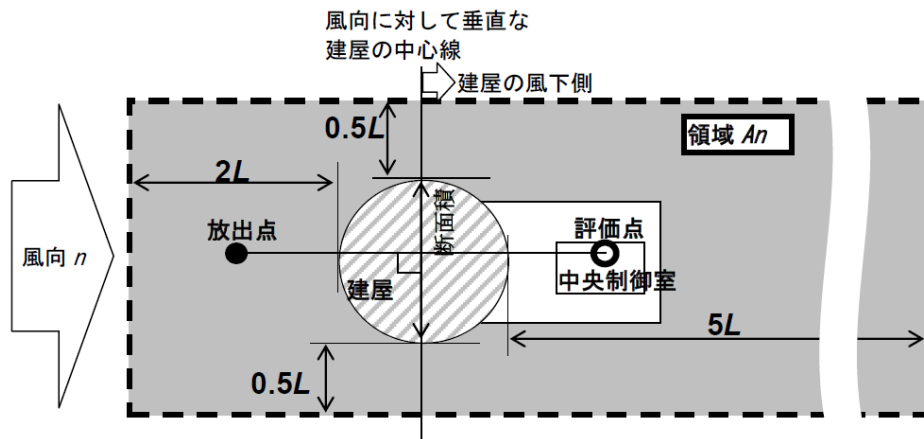 風向に対して垂直な
建屋の中心線
建屋の風下側
0.5L
領域 An
2L
断面積
放出点
評価点
風向 n
中央制御室
建屋
5L
0.5L